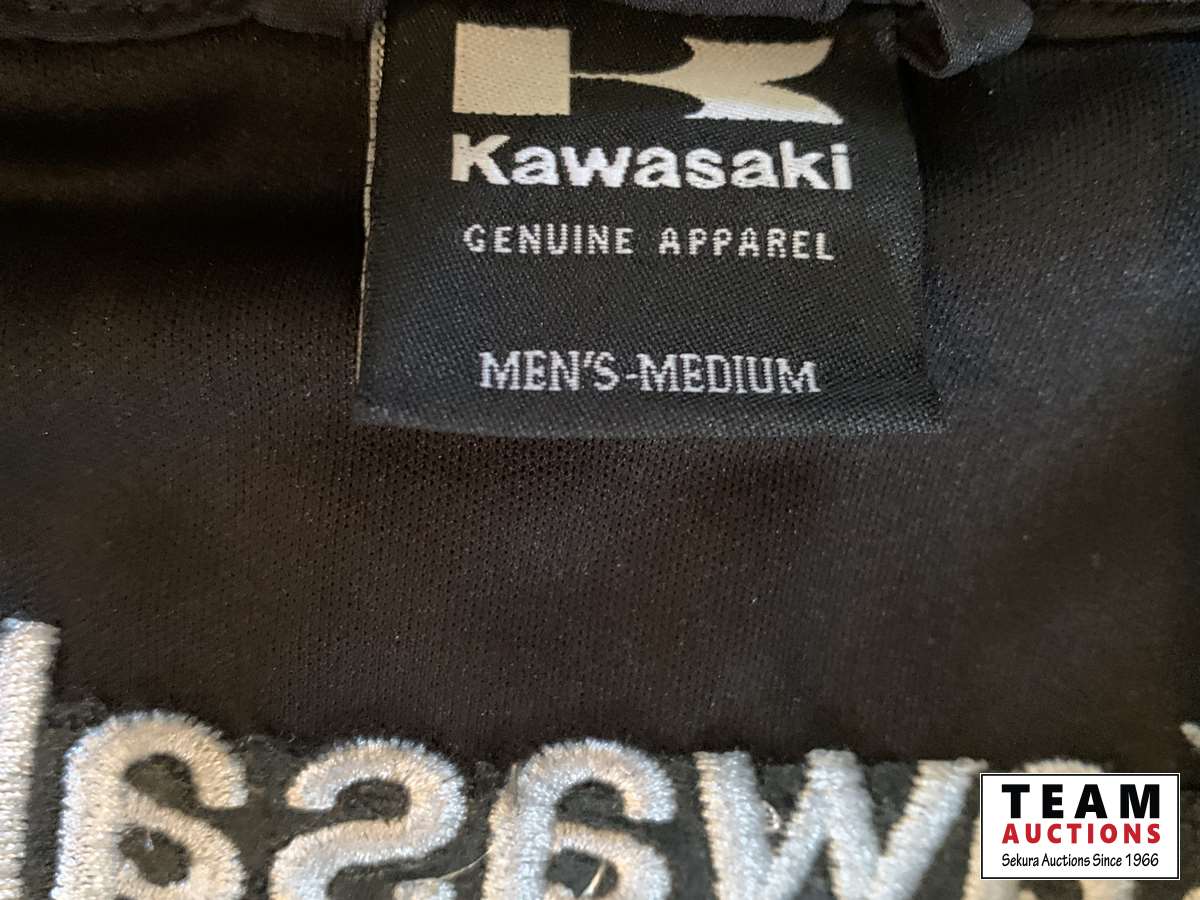 Kawasaki
GENUINE APPAREL
MEN'S-MEDIUM
TEAM
AUCTIONS
Sekura Auctions Since 1966